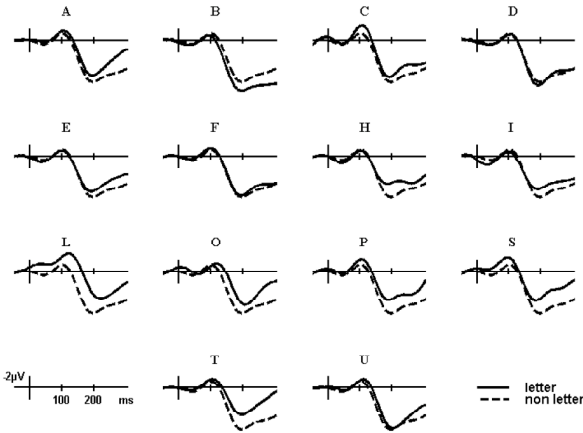 A B C D
E F H I
L O P S
T U
-2µV
100 200 ms
letter
non letter